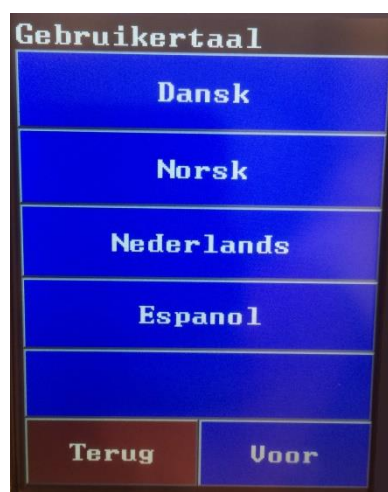 Gebruikertaal
Dansk
Norsk
Nederlands
Espanol
Terug Voor